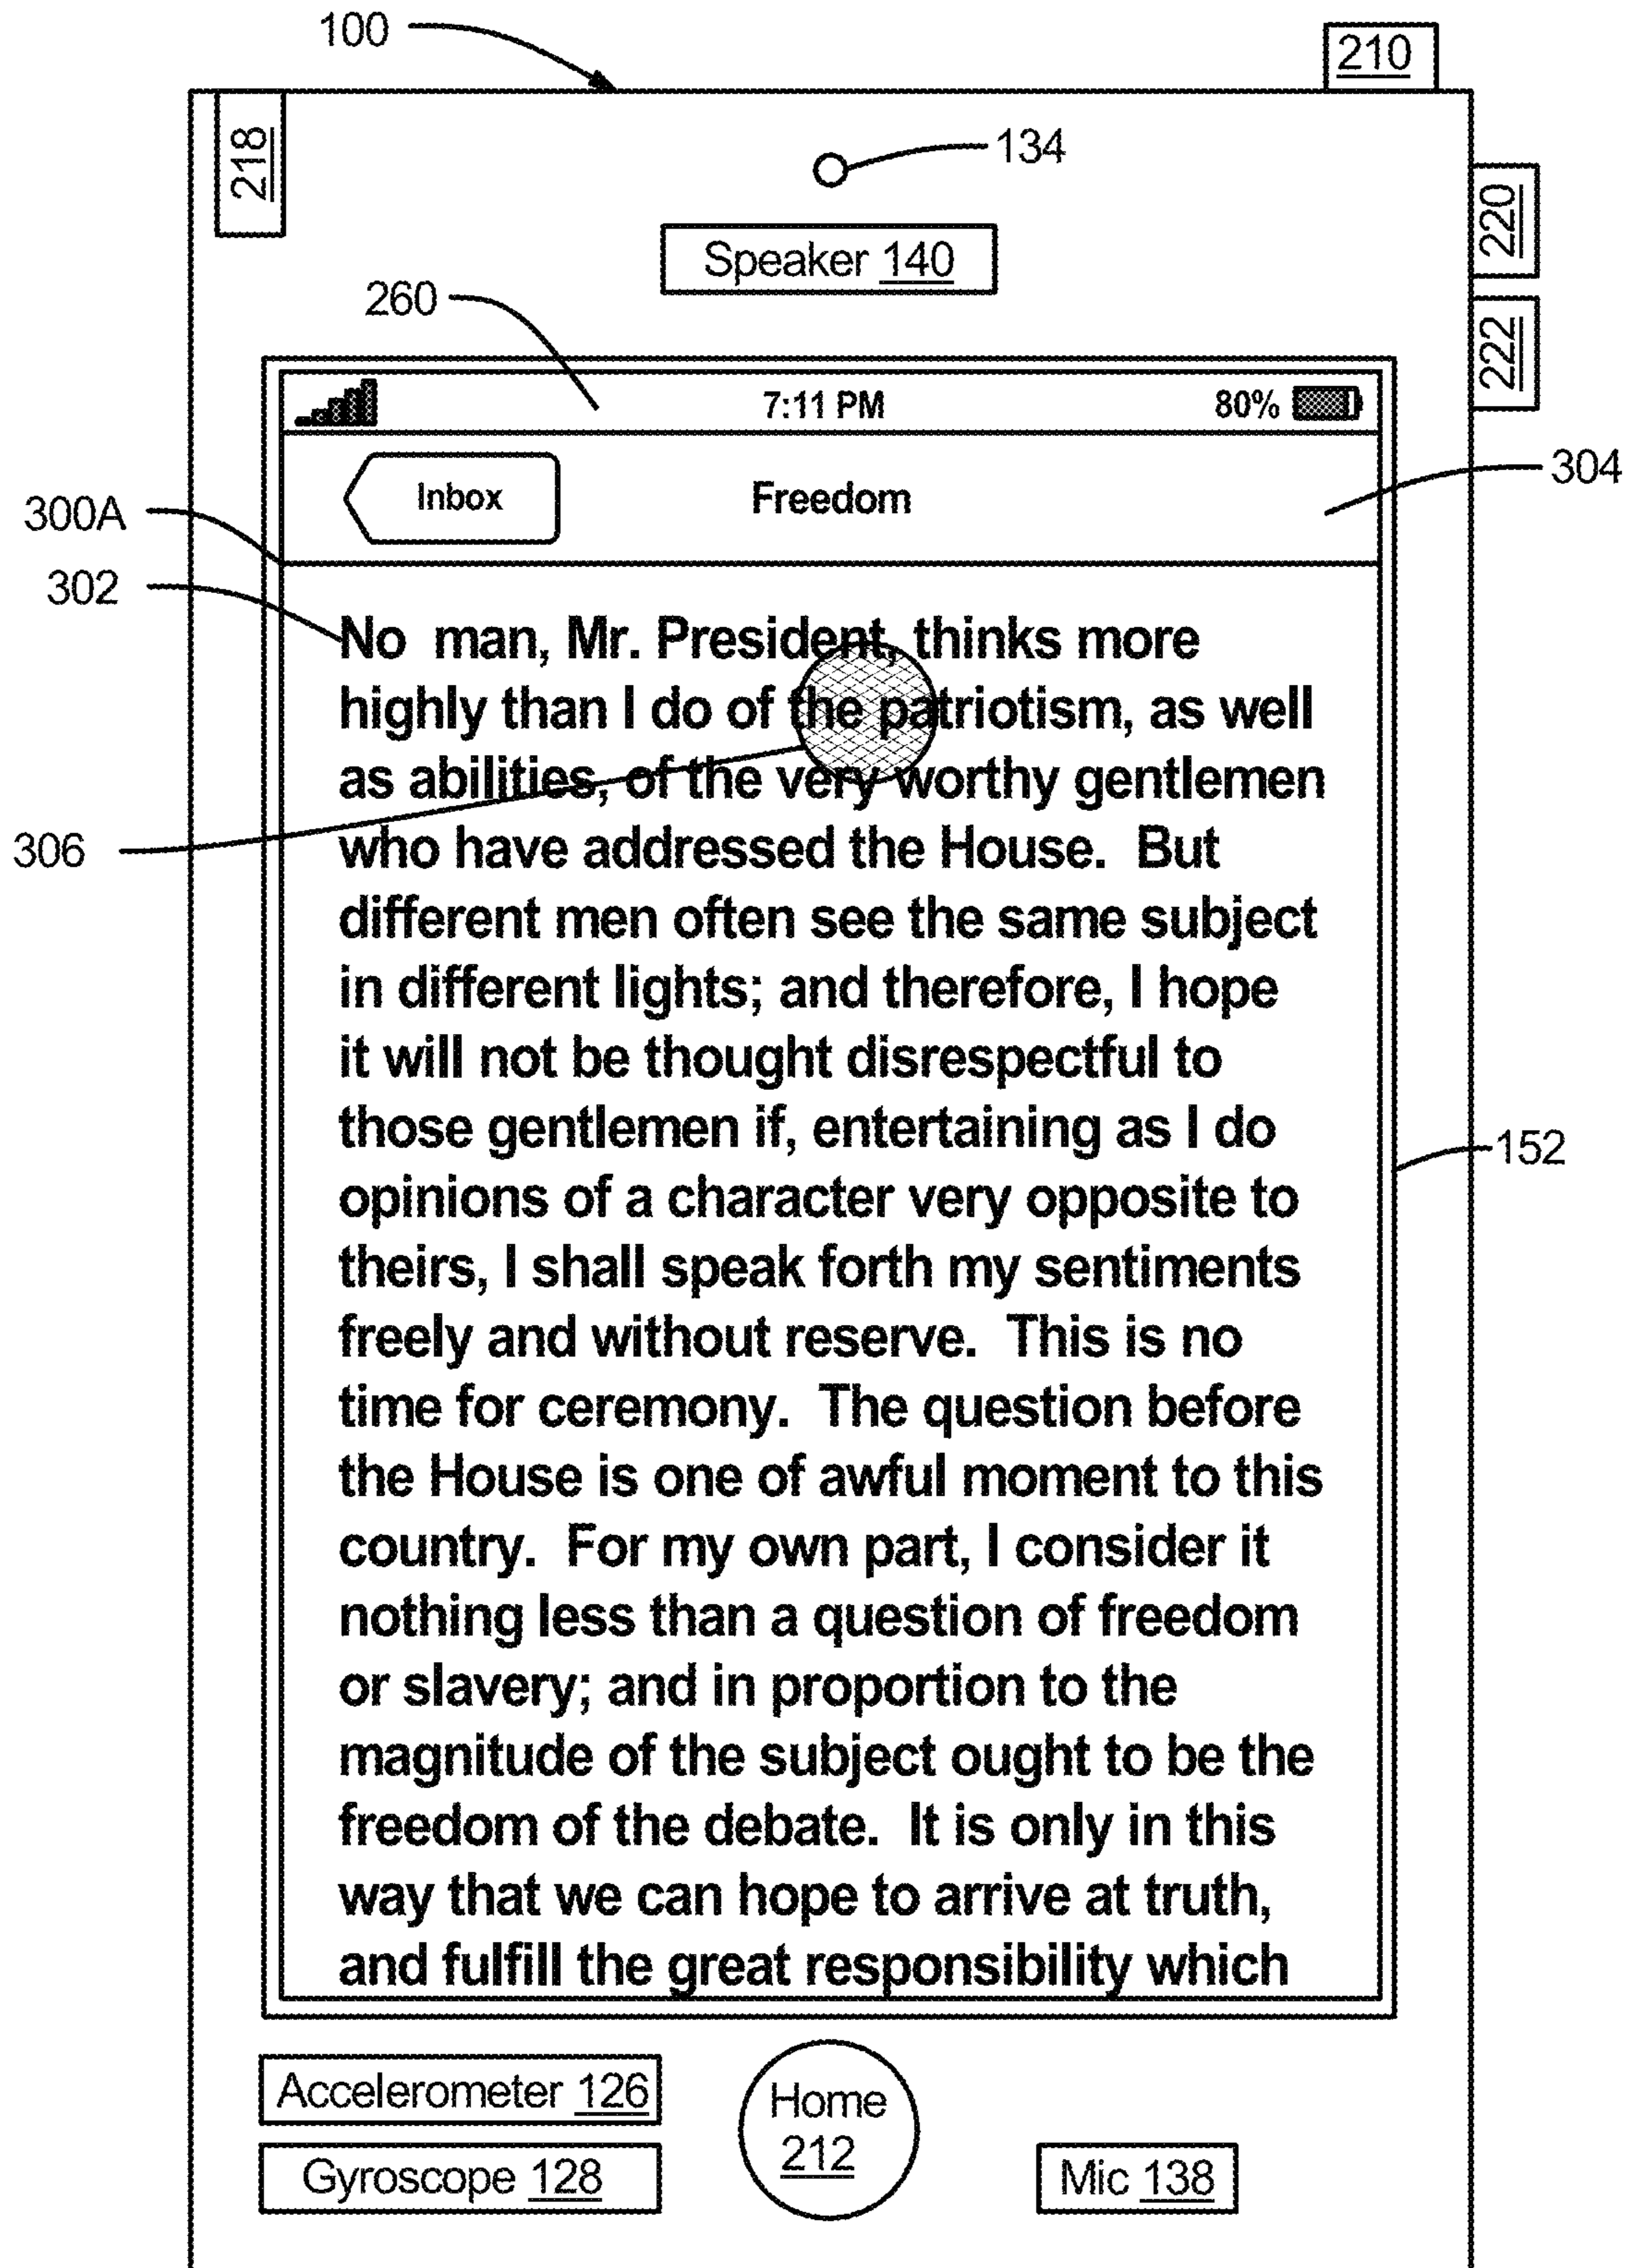 100
210
218
134
220
Speaker 140
260
222
7:11 PM
80%
304
Inbox
Freedom
300A
302
No man, Mr. President, thinks more
highly than I do of the patriotism, as well
as abilities, of the very worthy gentlemen
306
who have addressed the House. But
different men often see the same subject
in different lights; and therefore, I hope
it will not be thought disrespectful to
those gentlemen if, entertaining as I do
152
opinions of a character very opposite to
theirs, I shall speak forth my sentiments
freely and without reserve. This is no
time for ceremony. The question before
the House is one of awful moment to this
country. For my own part, I consider it
nothing less than a question of freedom
or slavery; and in proportion to the
magnitude of the subject ought to be the
freedom of the debate. It is only in this
way that we can hope to arrive at truth,
and fulfill the great responsibility which
Accelerometer 126
Home
212
Gyroscope 128
Mic 138